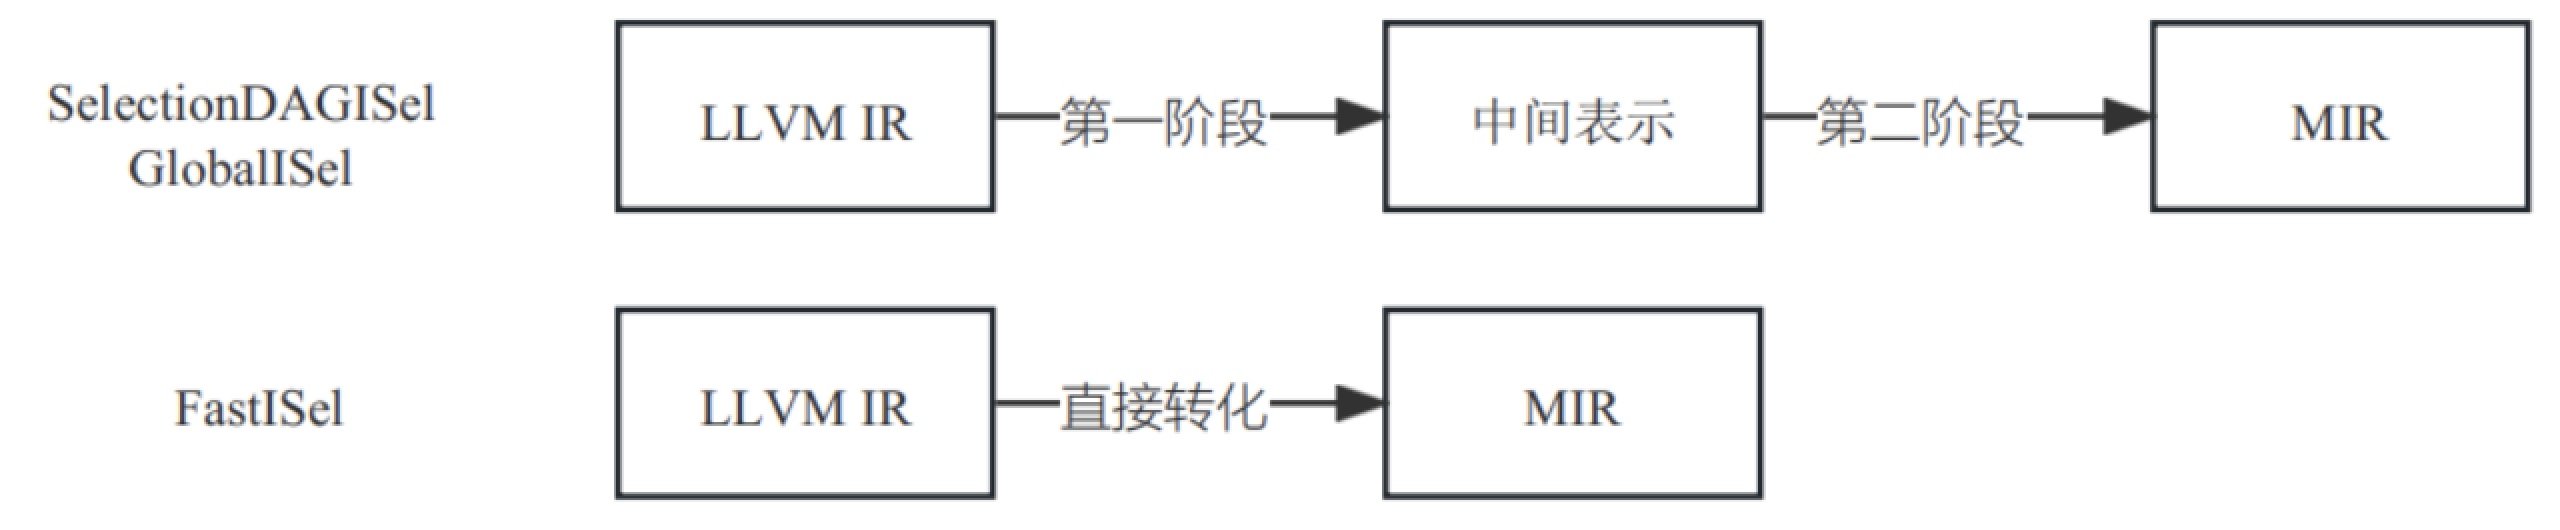 SelectionDAGISel
GlobalISel
LLVM IR
第一阶段
中间表示
第二阶段
MIR
FastISel
LLVM IR
直接转化
MIR